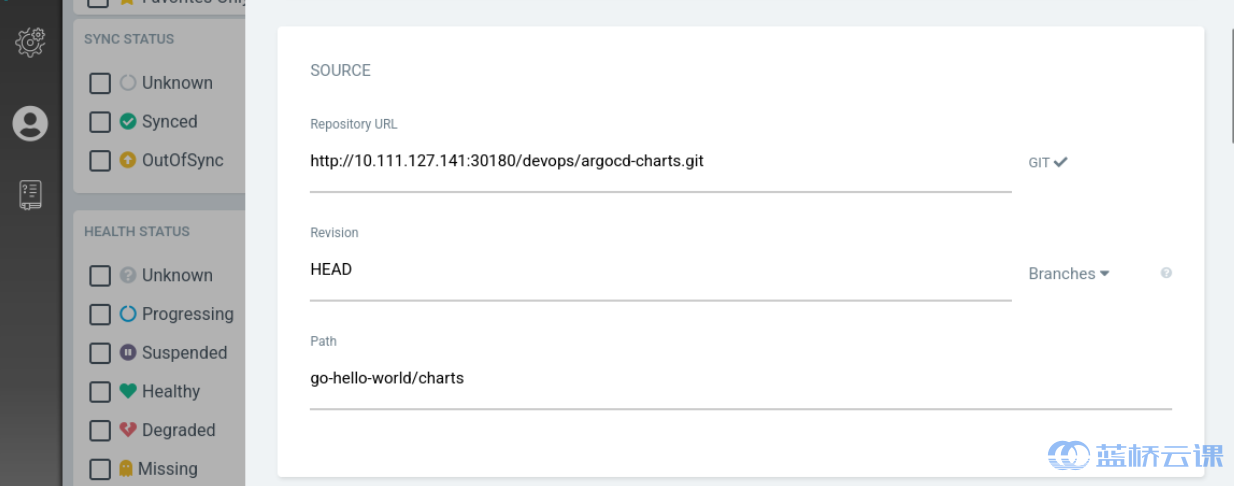 Favorites Only
SYNC STATUS
Unknown
Synced
OutOfSync
HEALTH STATUS
Unknown
Progressing
Suspended
Healthy
Degraded
Missing
SOURCE
Repository URL
http://10.111.127.141:30180/devops/argocd-charts.git
GIT
Revision
HEAD
Branches
Path
go-hello-world/charts
蓝桥云课